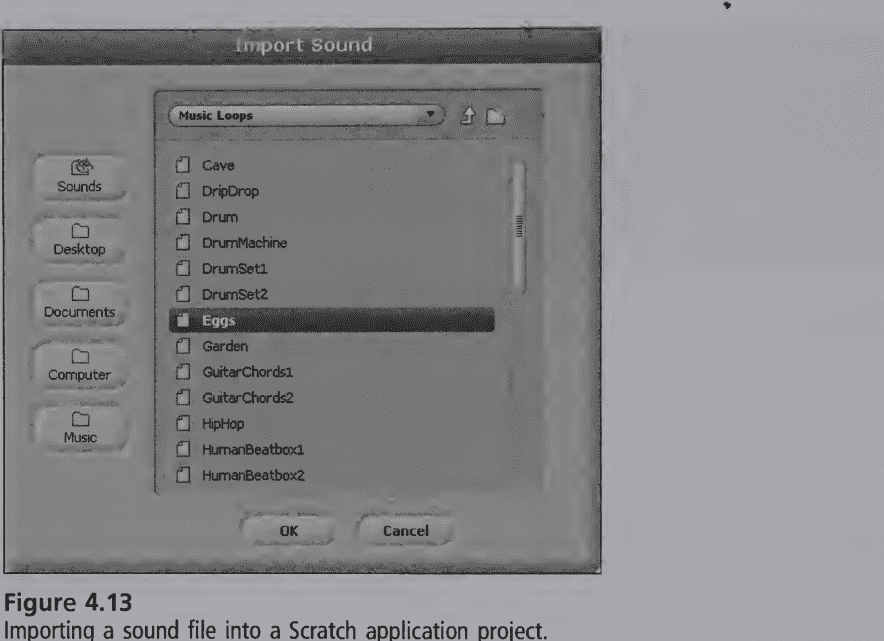 Import Sound
Music Loops
Sounds
Desktop
Documents
Computer
Music
Cave
DripDrop
Drum
DrumMachine
DrumSet1
DrumSet2
Eggs
Garden
GuitarChords1
GuitarChords2
HipHop
HumanBeatbox1
HumanBeatbox2
OK
Cancel
Figure 4.13
Importing a sound file into a Scratch application project.